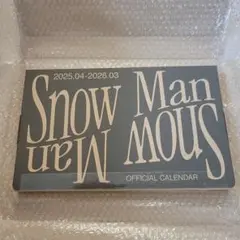 2025.04-2026.03
Snow Man
Snow Man
OFFICIAL CALENDAR